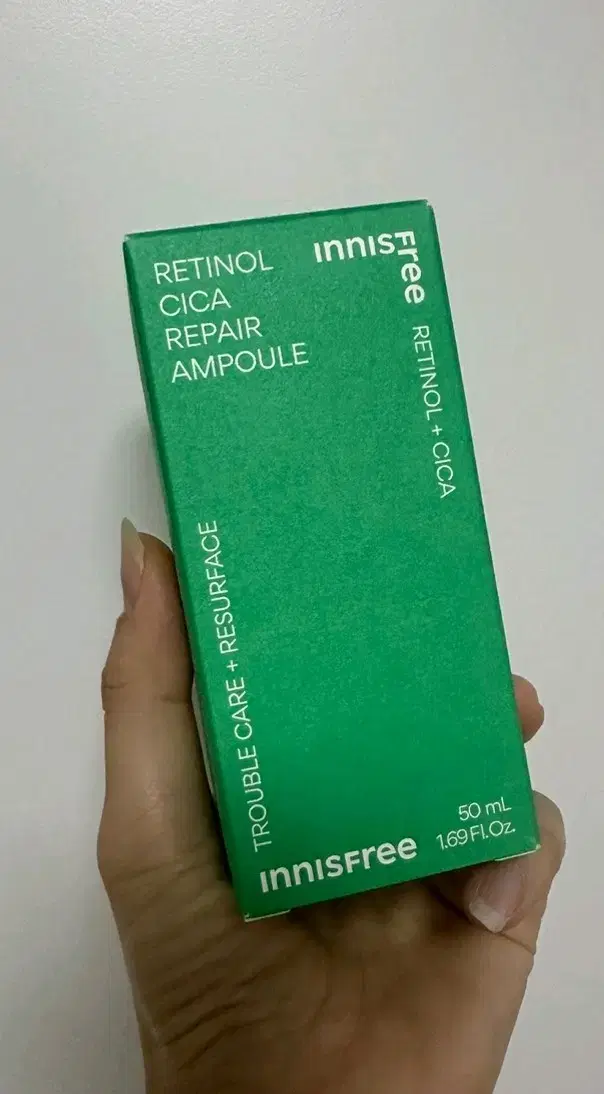 RETINOL
CICA
REPAIR
AMPOULE
innisFree
RETINOL + CICA
TROUBLE CARE + RESURFACE
innisFree
50 mL
1.69 Fl.Oz.